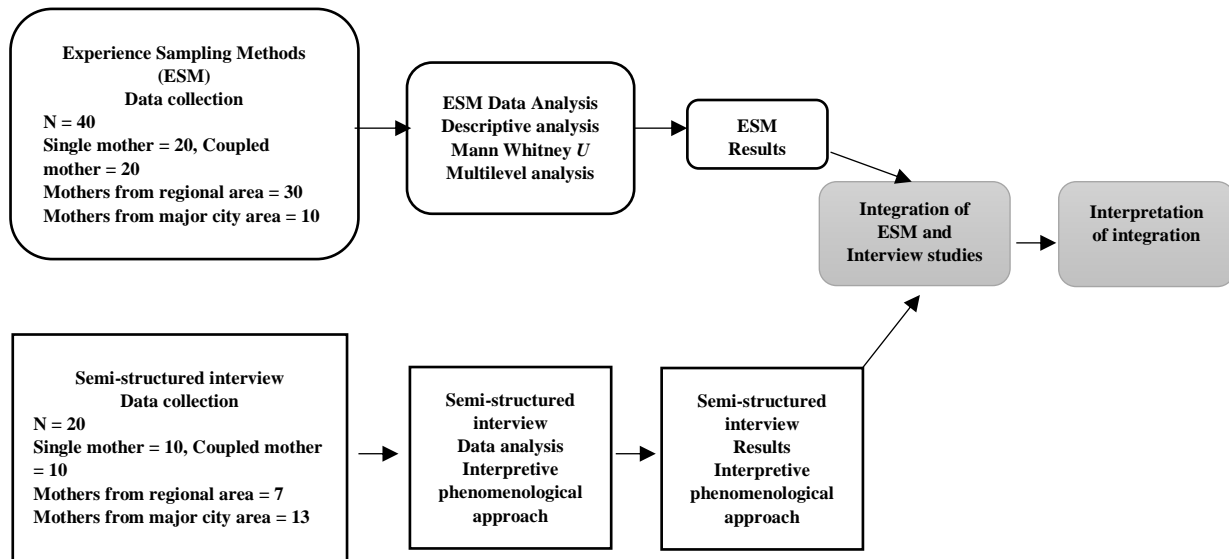 Experience Sampling Methods
(ESM)
Data collection
N = 40
Single mother = 20, Coupled
mother = 20
Mothers from regional area = 30
Mothers from major city area = 10
ESM Data Analysis
Descriptive analysis
Mann Whitney U
Multilevel analysis
ESM
Results
Integration of
ESM and
Interview studies
Interpretation
of integration
Semi-structured interview
Data collection
N = 20
Single mother = 10, Coupled mother
= 10
Mothers from regional area = 7
Mothers from major city area = 13
Semi-structured
interview
Data analysis
Interpretive
phenomenological
approach
Semi-structured
interview
Results
Interpretive
phenomenological
approach